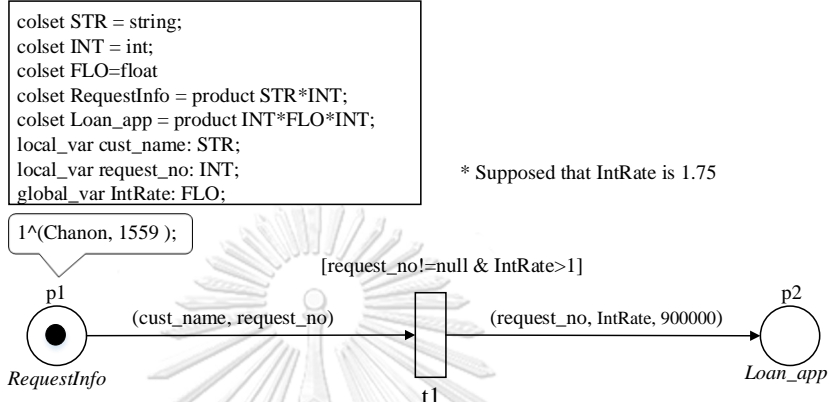 colset STR = string;
colset INT = int;
colset FLO=float
colset RequestInfo = product STR*INT;
colset Loan_app = product INT*FLO*INT;
local_var cust_name: STR;
local_var request_no: INT;
global_var IntRate: FLO;
* Supposed that IntRate is 1.75
1^(Chanon, 1559 );
[request_no!=null & IntRate>1]
p1
p2
(cust_name, request_no)
(request_no, IntRate, 900000)
RequestInfo
Loan_app
t1